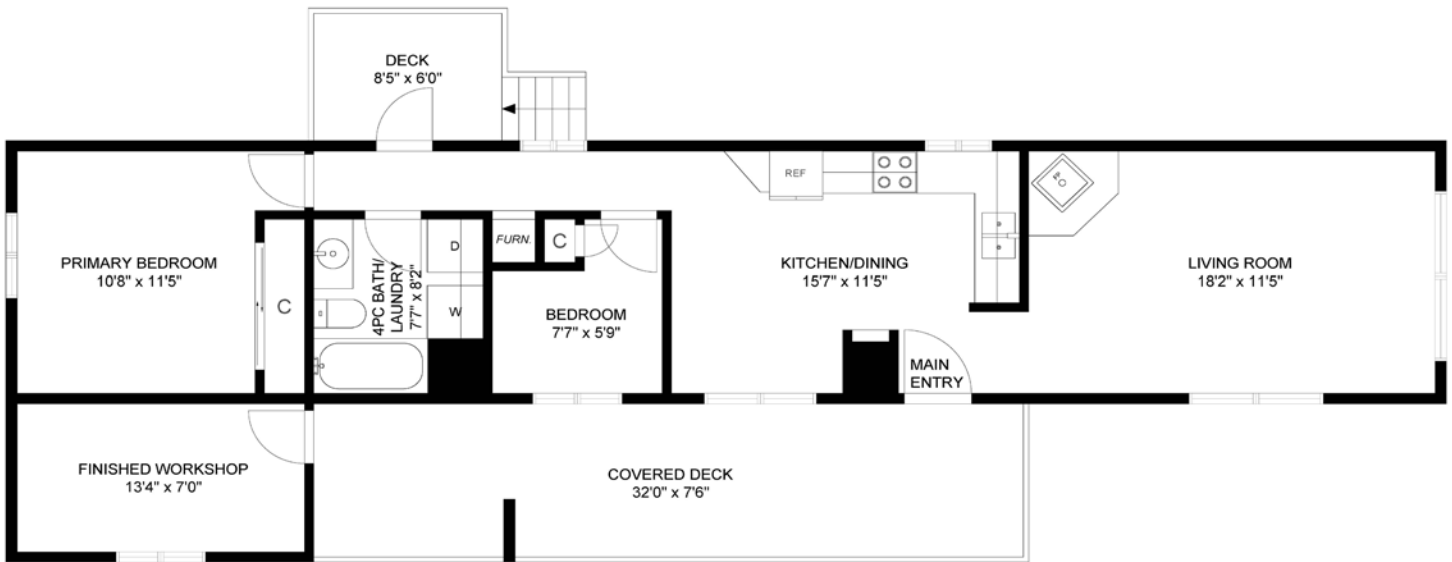 DECK
8'5" x 6'0"
REF
FP
PRIMARY BEDROOM
10'8" x 11'5"
C
4PC BATH/
LAUNDRY
7'7" x 8'2"
D
W
FURN.
C
BEDROOM
7'7" x 5'9"
KITCHEN/DINING
15'7" x 11'5"
LIVING ROOM
18'2" x 11'5"
MAIN
ENTRY
FINISHED WORKSHOP
13'4" x 7'0"
COVERED DECK
32'0" x 7'6"